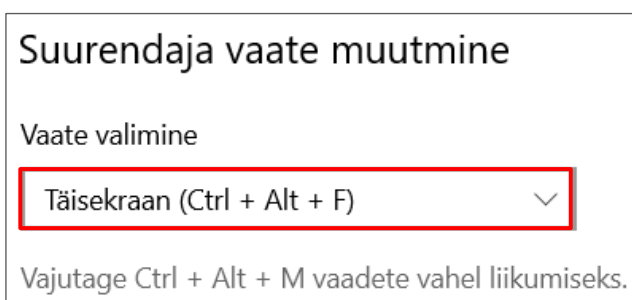 Suurendaja vaate muutmine
Vaate valimine
Täisekraan (Ctrl + Alt + F)
Vajutage Ctrl + Alt + M vaadete vahel liikumiseks.